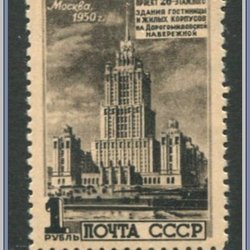 Москва
1950 г.
ПРОЕКТ 26-ЭТАЖНОГО
ЗДАНИЯ ГОСТИНИЦЫ
И ЖИЛЫХ КОРПУСОВ
НА ДОРОГОМИЛОВСКОЙ
НАБЕРЕЖНОЙ
1
РУБЛЬ
ПОЧТА СССР